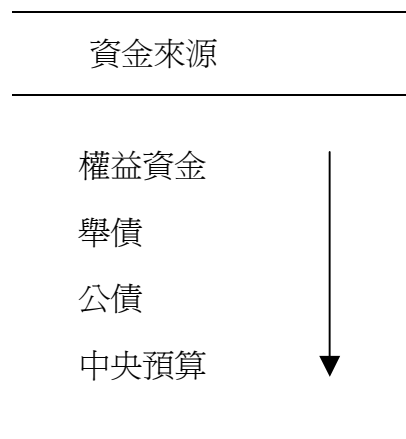 資金來源
權益資金
舉債
公債
中央預算